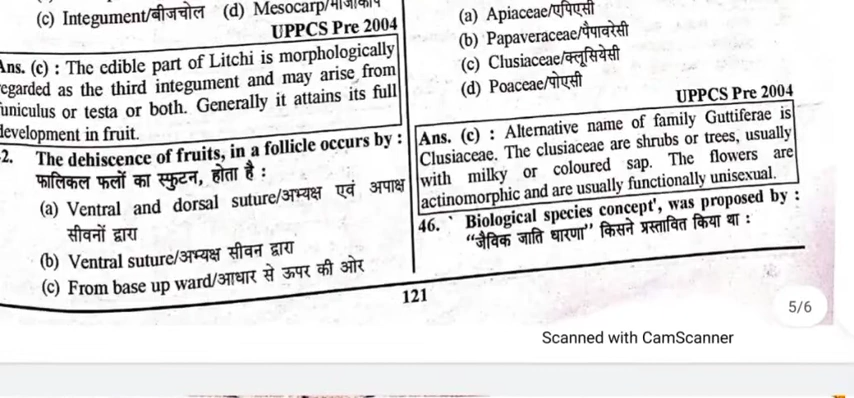 (c) Integument/बीजचोल (d) Mesocarp/
UPPCS Pre 2004
Ans. (c) : The edible part of Litchi is morphologically
egarded as the third integument and may arise from
uniculus or testa or both. Generally it attains its full
development in fruit.
2. The dehiscence of fruits, in a follicle occurs by :
फालिकल फलों का स्फुटन, होता है :
(a) Ventral and dorsal suture/अभ्यक्ष एवं अपाक्ष
सीवनों द्वारा
(b) Ventral suture/अभ्यक्ष सीवन द्वारा
(c) From base up ward/आधार से ऊपर की ओर
(a) Apiaceae/एपिएसी
(b) Papaveraceae/पैपावरेसी
(c) Clusiaceae/क्लूसियेसी
(d) Poaceae/पोएसी
UPPCS Pre 2004
Ans. (c) : Alternative name of family Guttiferae is
Clusiaceae. The clusiaceae are shrubs or trees, usually
with milky or coloured sap. The flowers are
actinomorphic and are usually functionally unisexual.
46. Biological species concept', was proposed by :
“जैविक जाति धारणा” किसने प्रस्तावित किया था :
121
5/6
Scanned with CamScanner